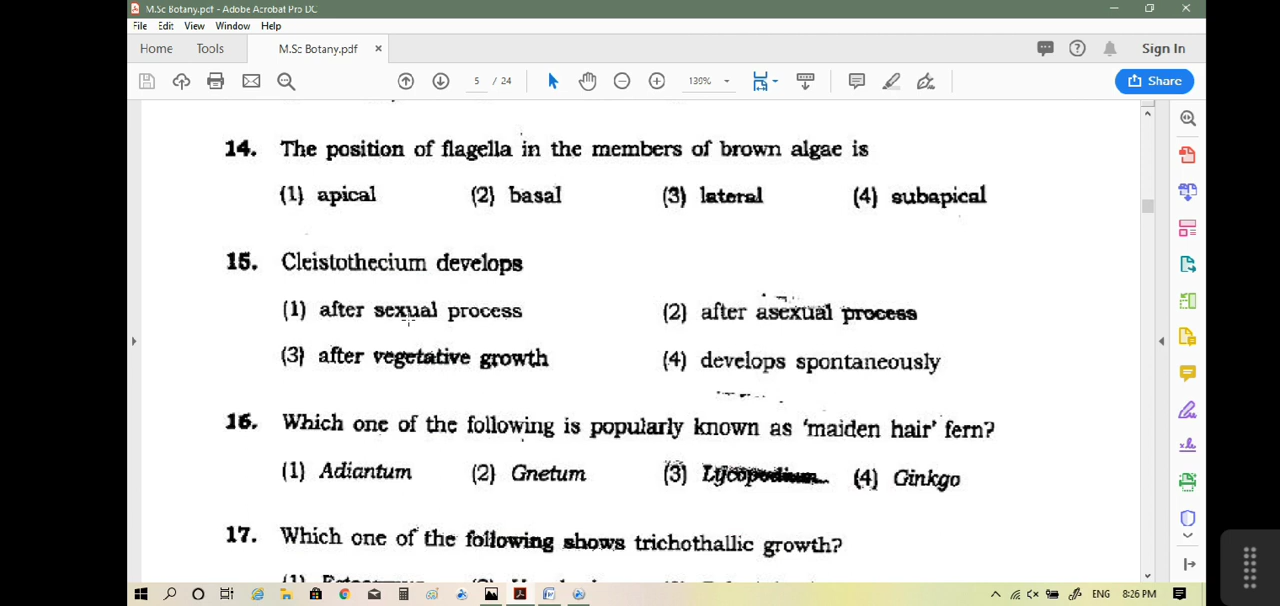 M.Sc Botany.pdf - Adobe Acrobat Pro DC
File Edit View Window Help
Home Tools M.Sc Botany.pdf × Sign In
5 / 24 139% Share
14. The position of flagella in the members of brown algae is
(1) apical (2) basal (3) lateral (4) subapical
15. Cleistothecium develops
(1) after sexual process (2) after asexual process
(3) after vegetative growth (4) develops spontaneously
16. Which one of the following is popularly known as 'maiden hair' fern?
(1) Adiantum (2) Gnetum (3) Lycopodium (4) Ginkgo
17. Which one of the following shows trichothallic growth?
ENG 8:26 PM